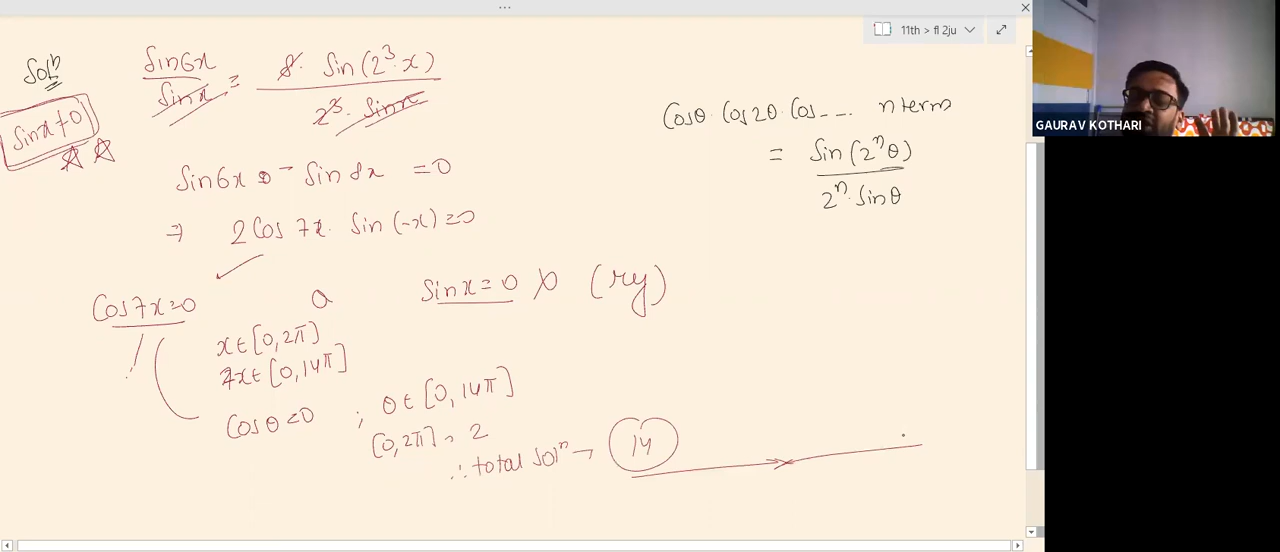 11th > fl 2ju
GAURAV KOTHARI
Solⁿ
sin6x / sinx = 8· sin(2³·x) / 2³· sinx
sinx≠0
Cosθ· Cos2θ· Cos--- n term
= sin(2ⁿθ) / 2ⁿ· sinθ
sin6x - sin8x = 0
⇒ 2Cos7x· sin(-x)=0
Cos7x=0
sinx=0
x∈[0,2π]
7x∈[0,14π]
Cosθ=0 ; θ∈[0,14π]
[0,2π] → 2
∴ total solⁿ → 14